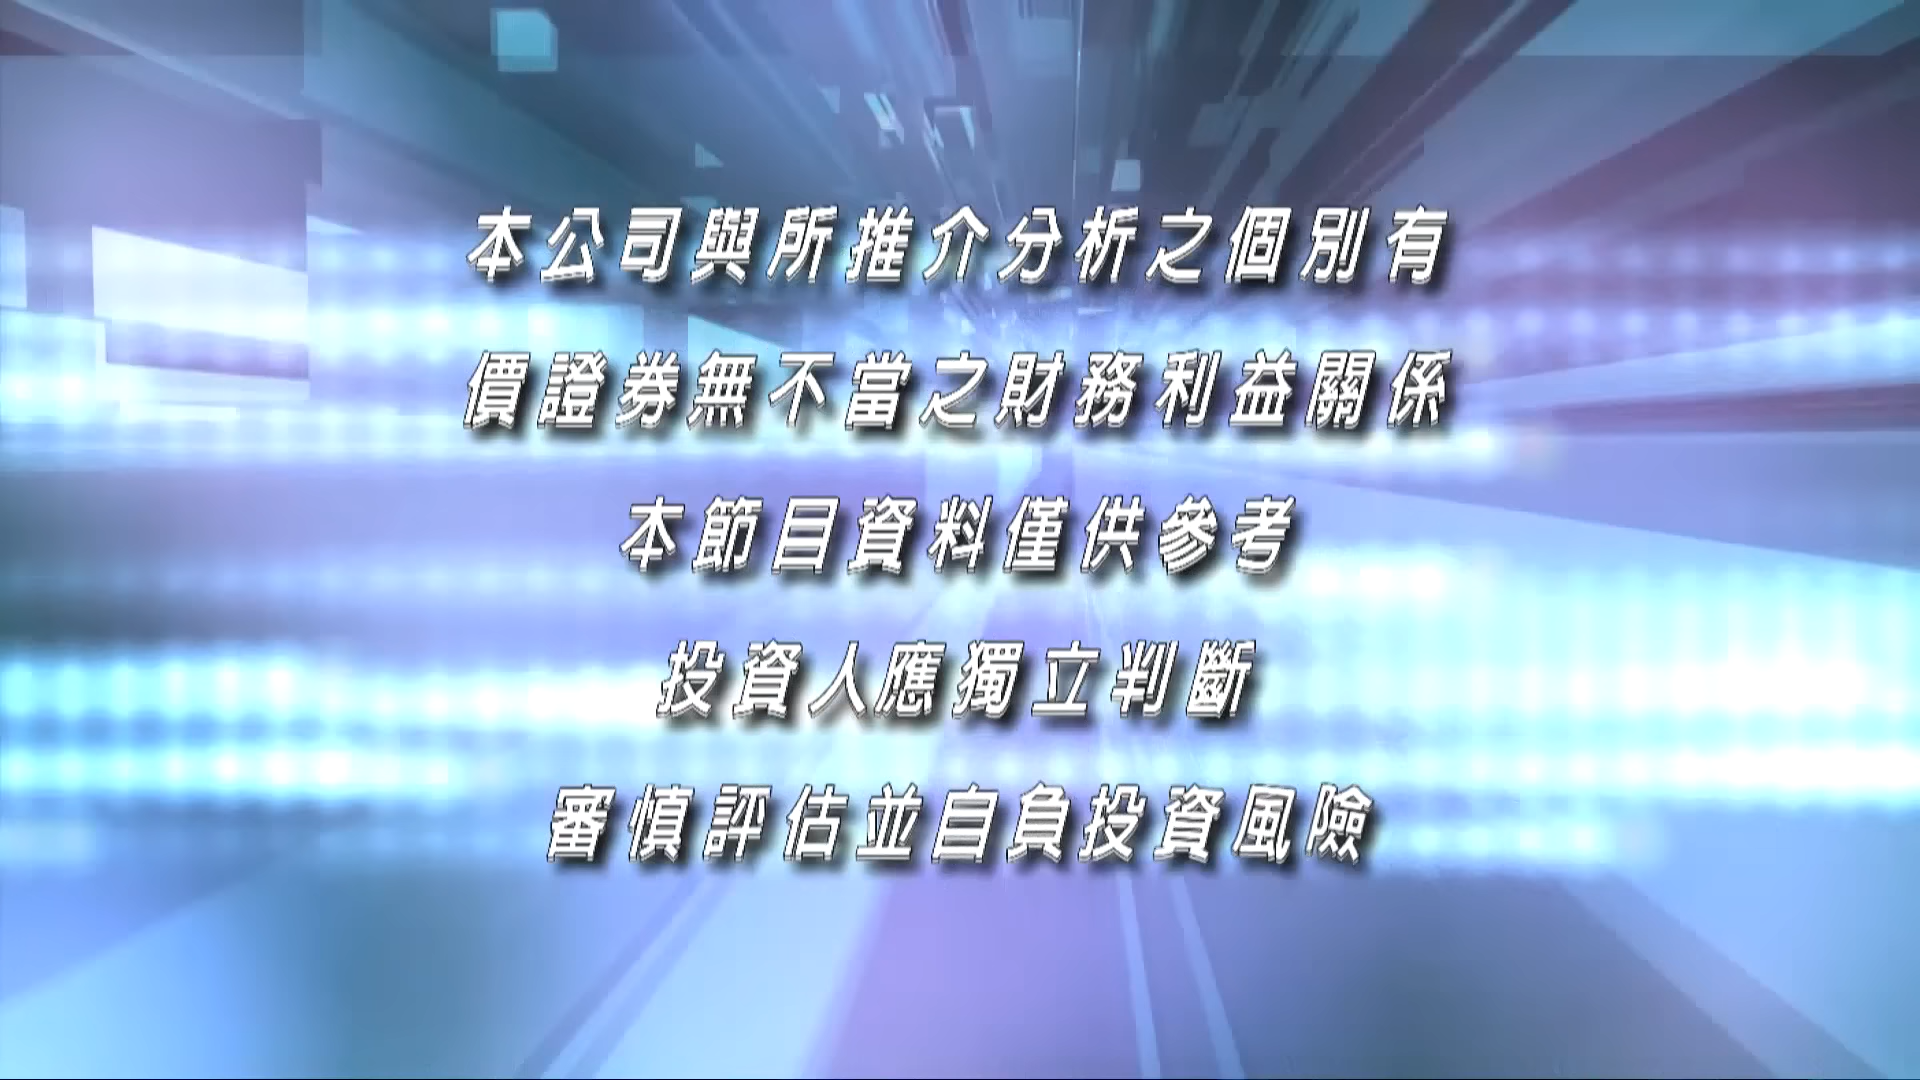 本公司與所推介分析之個別有
價證券無不當之財務利益關係
本節目資料僅供參考
投資人應獨立判斷
審慎評估並自負投資風險